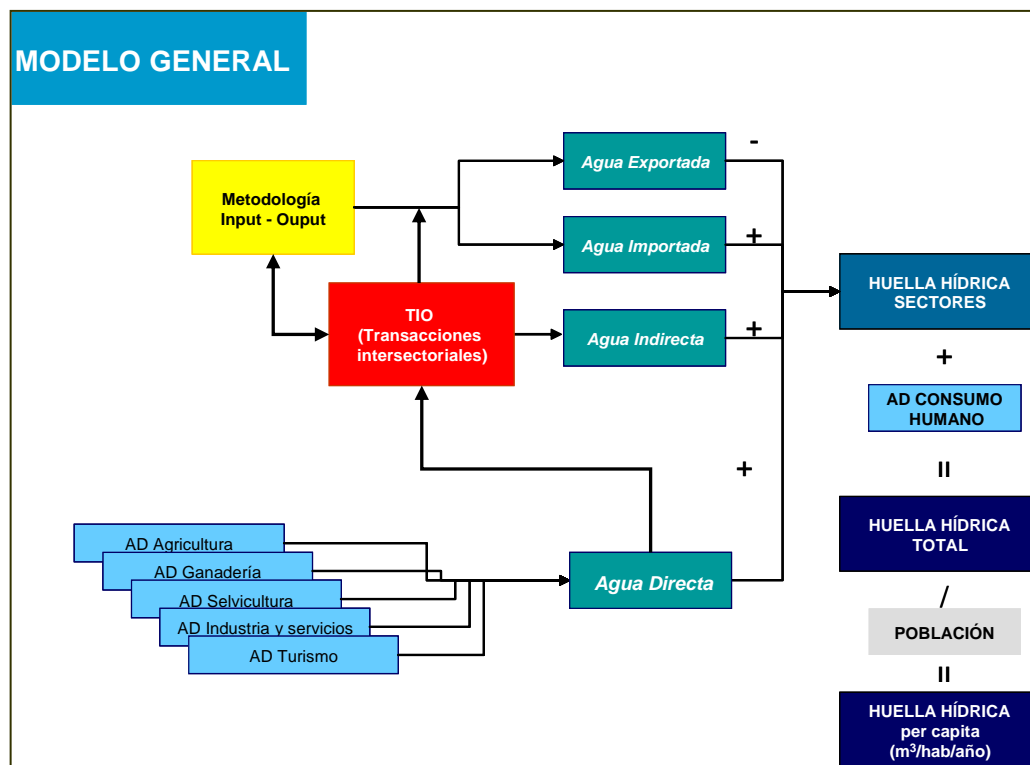 MODELO GENERAL
Agua Exportada
-
Metodología
Input - Ouput
Agua Importada
+
HUELLA HÍDRICA
SECTORES
TIO
(Transacciones
intersectoriales)
Agua Indirecta
+
+
AD CONSUMO
HUMANO
+
=
HUELLA HÍDRICA
TOTAL
AD Agricultura
AD Ganadería
AD Selvicultura
AD Industria y servicios
AD Turismo
Agua Directa
/
POBLACIÓN
=
HUELLA HÍDRICA
per capita
(m³/hab/año)